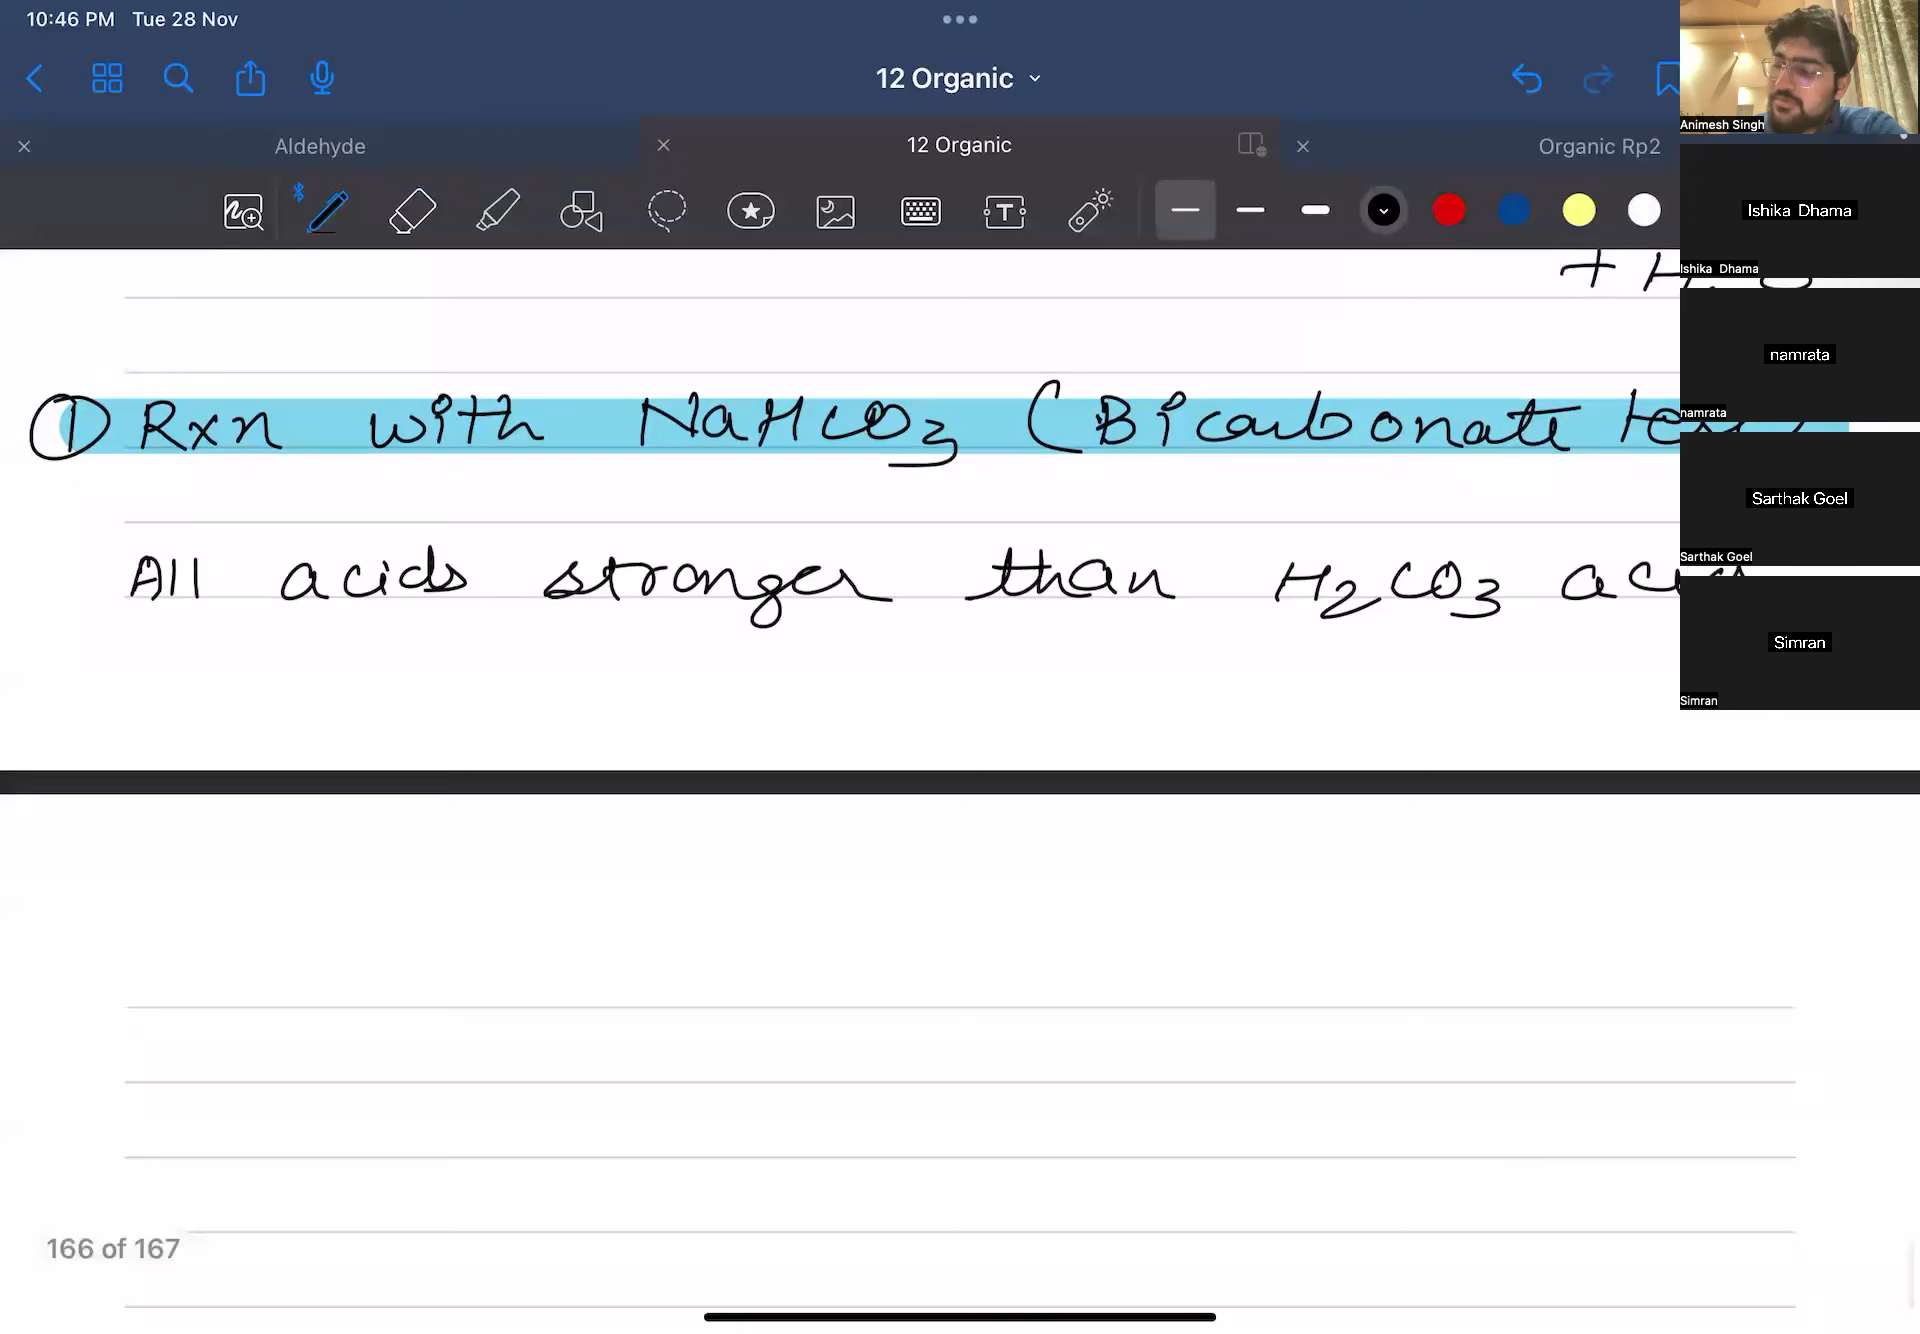 10:46 PM Tue 28 Nov
12 Organic
Aldehyde
12 Organic
Organic Rp2
Animesh Singh
Ishika Dhama
Ishika Dhama
namrata
namrata
Sarthak Goel
Sarthak Goel
Simran
Simran
+ H
① Rxn with NaHCO3 (Bicarbonate
All acids stronger than H2CO3
166 of 167